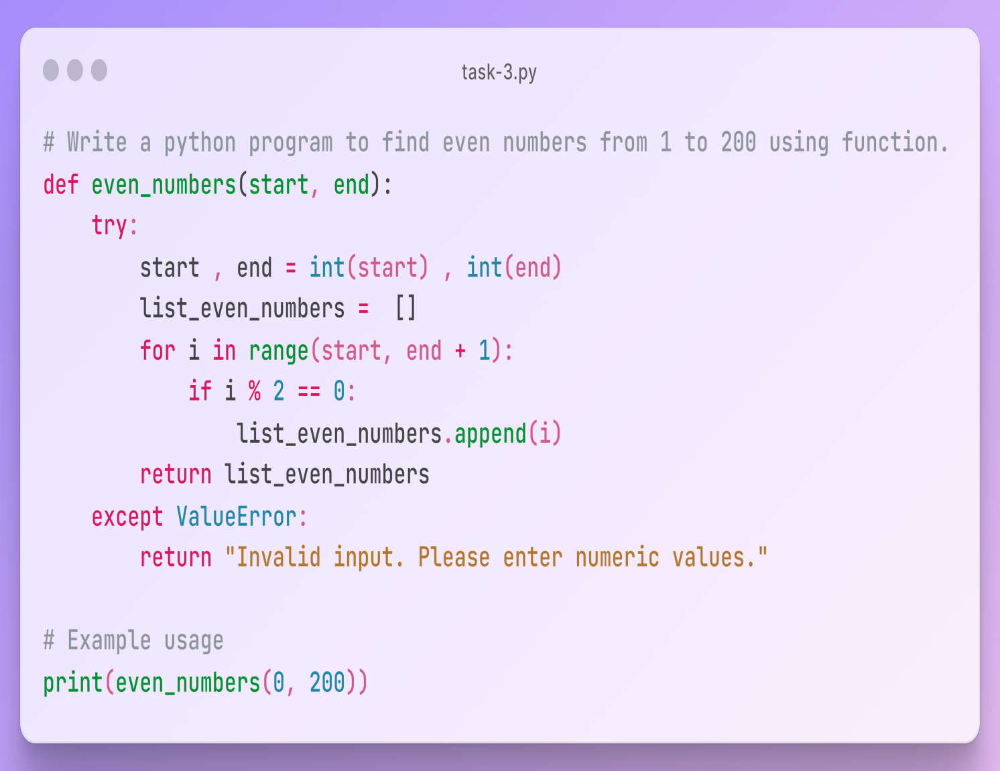 task-3.py
# Write a python program to find even numbers from 1 to 200 using function.
def even_numbers(start, end):
    try:
        start , end = int(start) , int(end)
        list_even_numbers =  []
        for i in range(start, end + 1):
            if i % 2 == 0:
                list_even_numbers.append(i)
        return list_even_numbers
    except ValueError:
        return "Invalid input. Please enter numeric values."
# Example usage
print(even_numbers(0, 200))